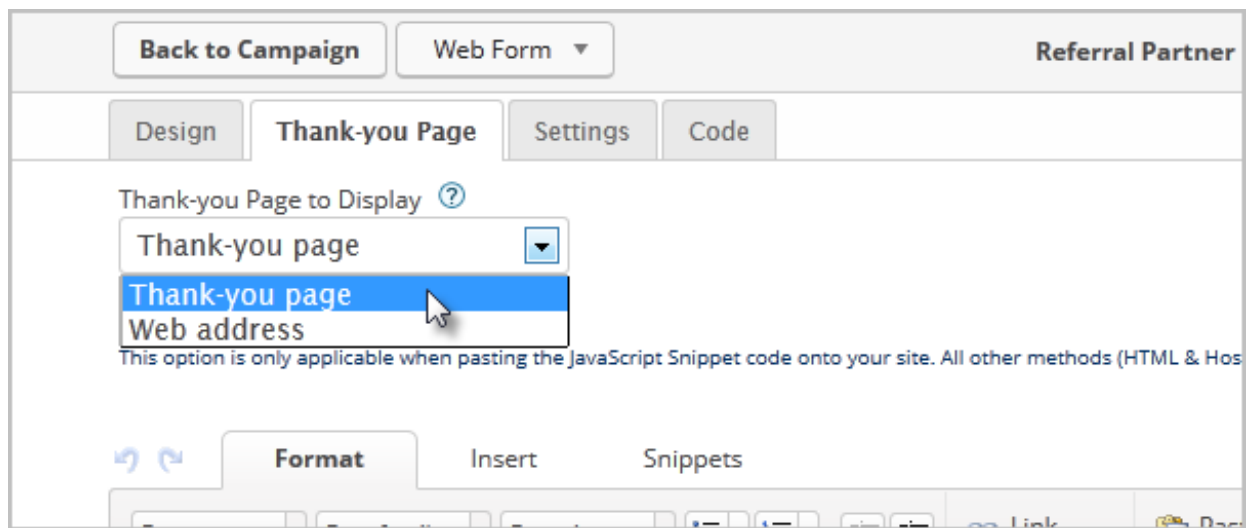 Back to Campaign Web Form Referral Partner
Design Thank-you Page Settings Code
Thank-you Page to Display ?
Thank-you page
Thank-you page
Web address
This option is only applicable when pasting the JavaScript Snippet code onto your site. All other methods (HTML & Hos
Format Insert Snippets
Link